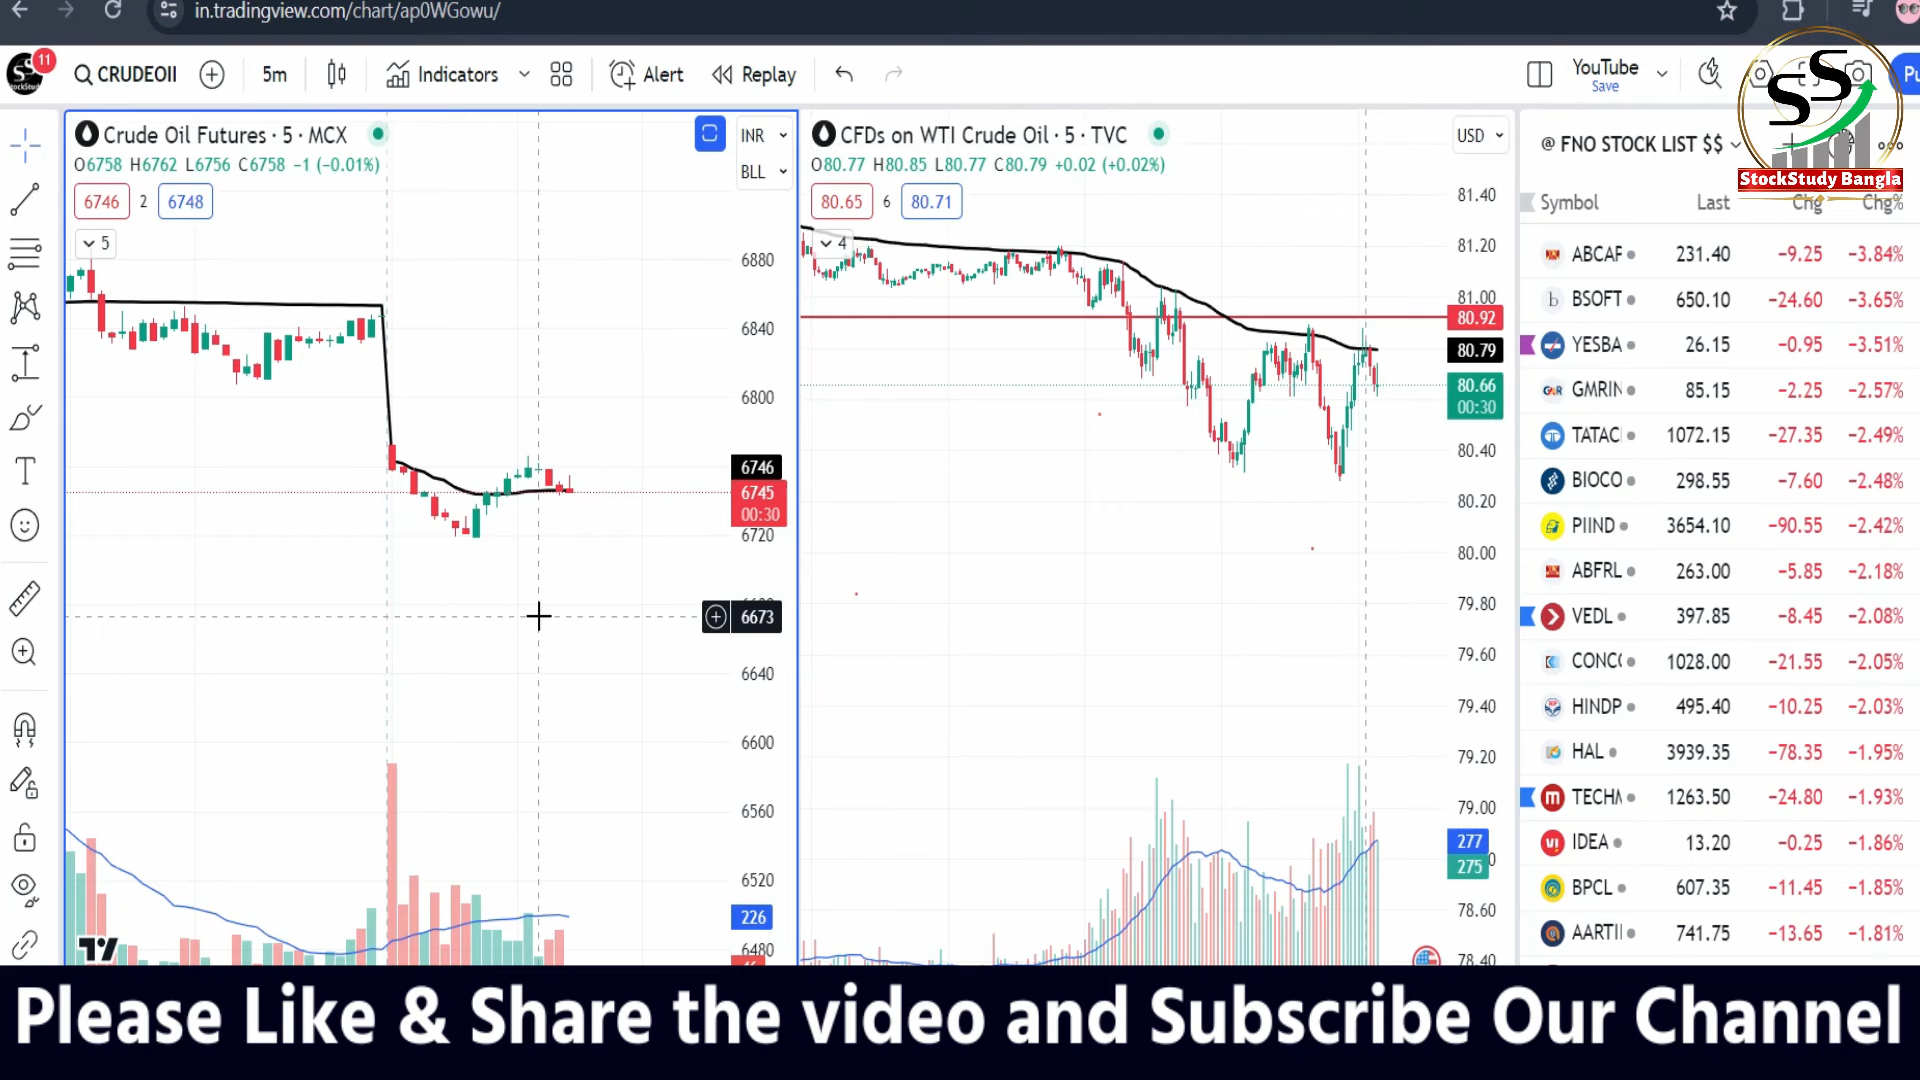 in.tradingview.com/chart/ap0WGowu/
11
CRUDEOII
5m
Indicators
Alert
Replay
YouTube
Save
Pu
SS
StockStudy Bangla
Crude Oil Futures · 5 · MCX
O6758 H6762 L6756 C6758 −1 (−0.01%)
6746 2 6748
5
INR
BLL
6880
6840
6800
6746
6745
00:30
6720
6673
6640
6600
6560
6520
226
6480
CFDs on WTI Crude Oil · 5 · TVC
O80.77 H80.85 L80.77 C80.79 +0.02 (+0.02%)
80.65 6 80.71
4
USD
81.40
81.20
81.00
80.92
80.79
80.66
00:30
80.40
80.20
80.00
79.80
79.60
79.40
79.20
79.00
277
275
78.60
78.40
@ FNO STOCK LIST $$
Symbol Last Chg Chg%
ABCAF 231.40 −9.25 −3.84%
BSOFT 650.10 −24.60 −3.65%
YESBA 26.15 −0.95 −3.51%
GMRIN 85.15 −2.25 −2.57%
TATAC 1072.15 −27.35 −2.49%
BIOCO 298.55 −7.60 −2.48%
PIIND 3654.10 −90.55 −2.42%
ABFRL 263.00 −5.85 −2.18%
VEDL 397.85 −8.45 −2.08%
CONC 1028.00 −21.55 −2.05%
HINDP 495.40 −10.25 −2.03%
HAL 3939.35 −78.35 −1.95%
TECHM 1263.50 −24.80 −1.93%
IDEA 13.20 −0.25 −1.86%
BPCL 607.35 −11.45 −1.85%
AARTI 741.75 −13.65 −1.81%
Please Like & Share the video and Subscribe Our Channel